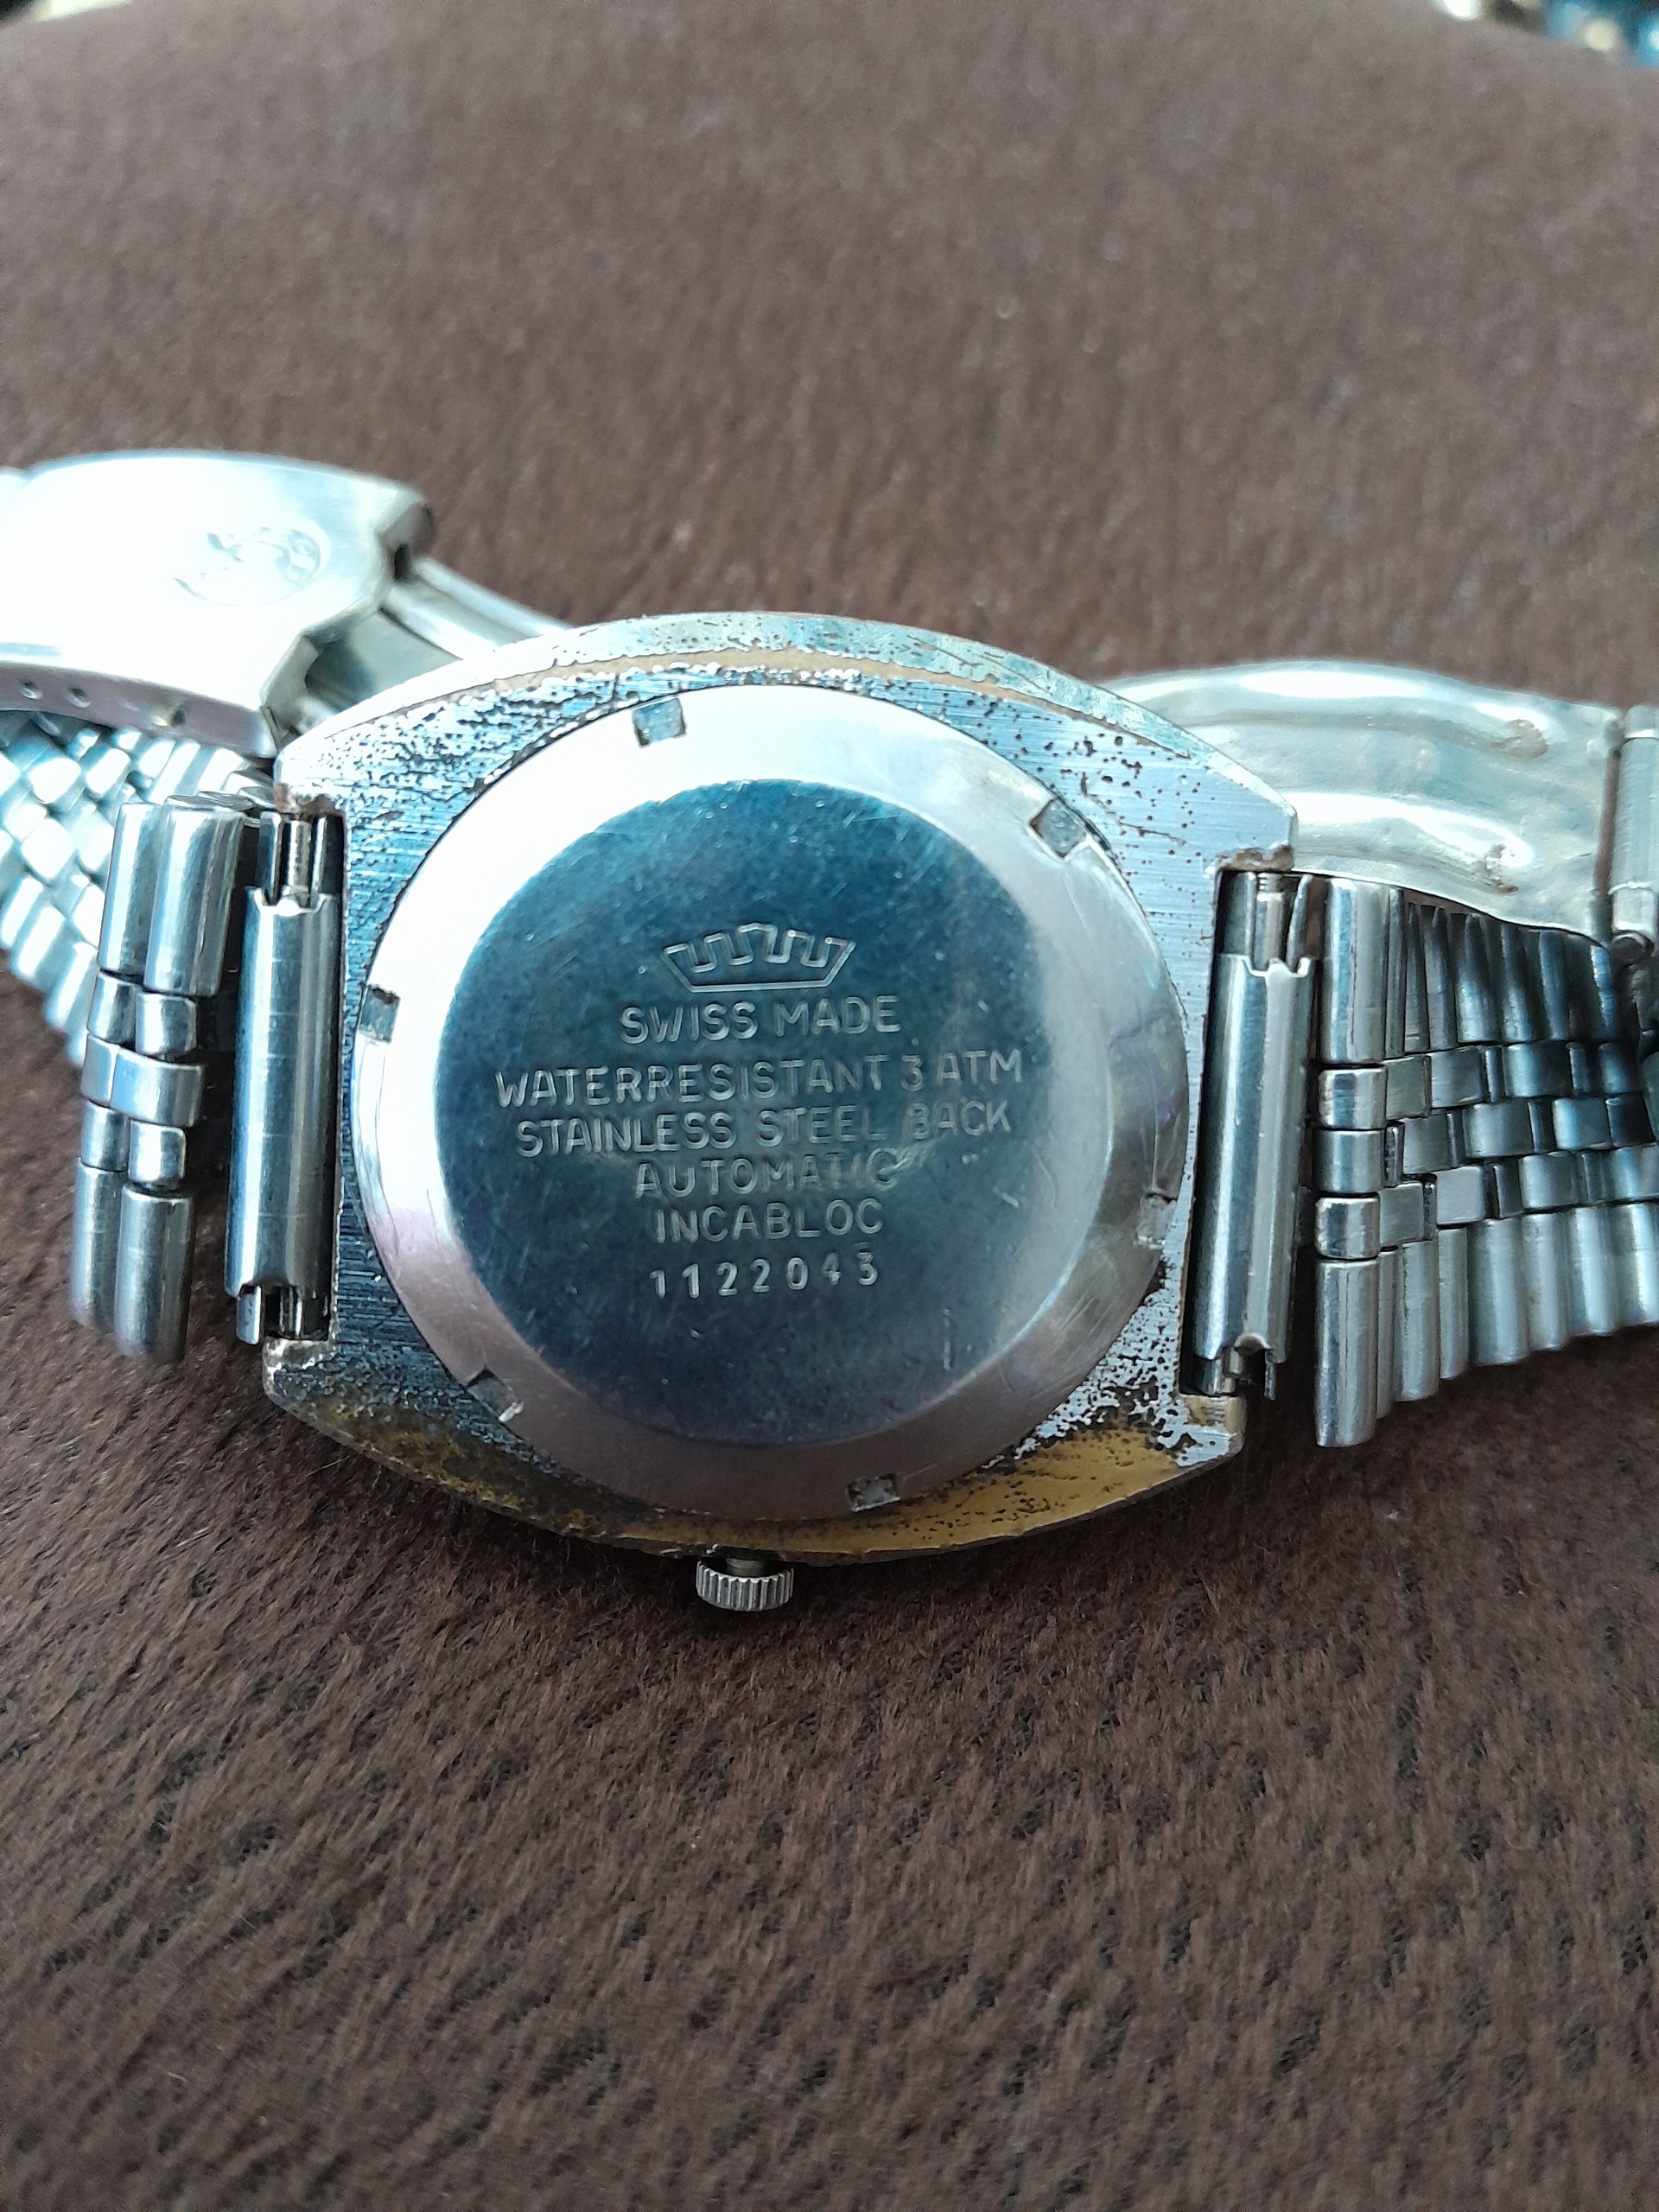 SWISS MADE
WATERRESISTANT 3 ATM
STAINLESS STEEL BACK
AUTOMATIC
INCABLOC
1122043